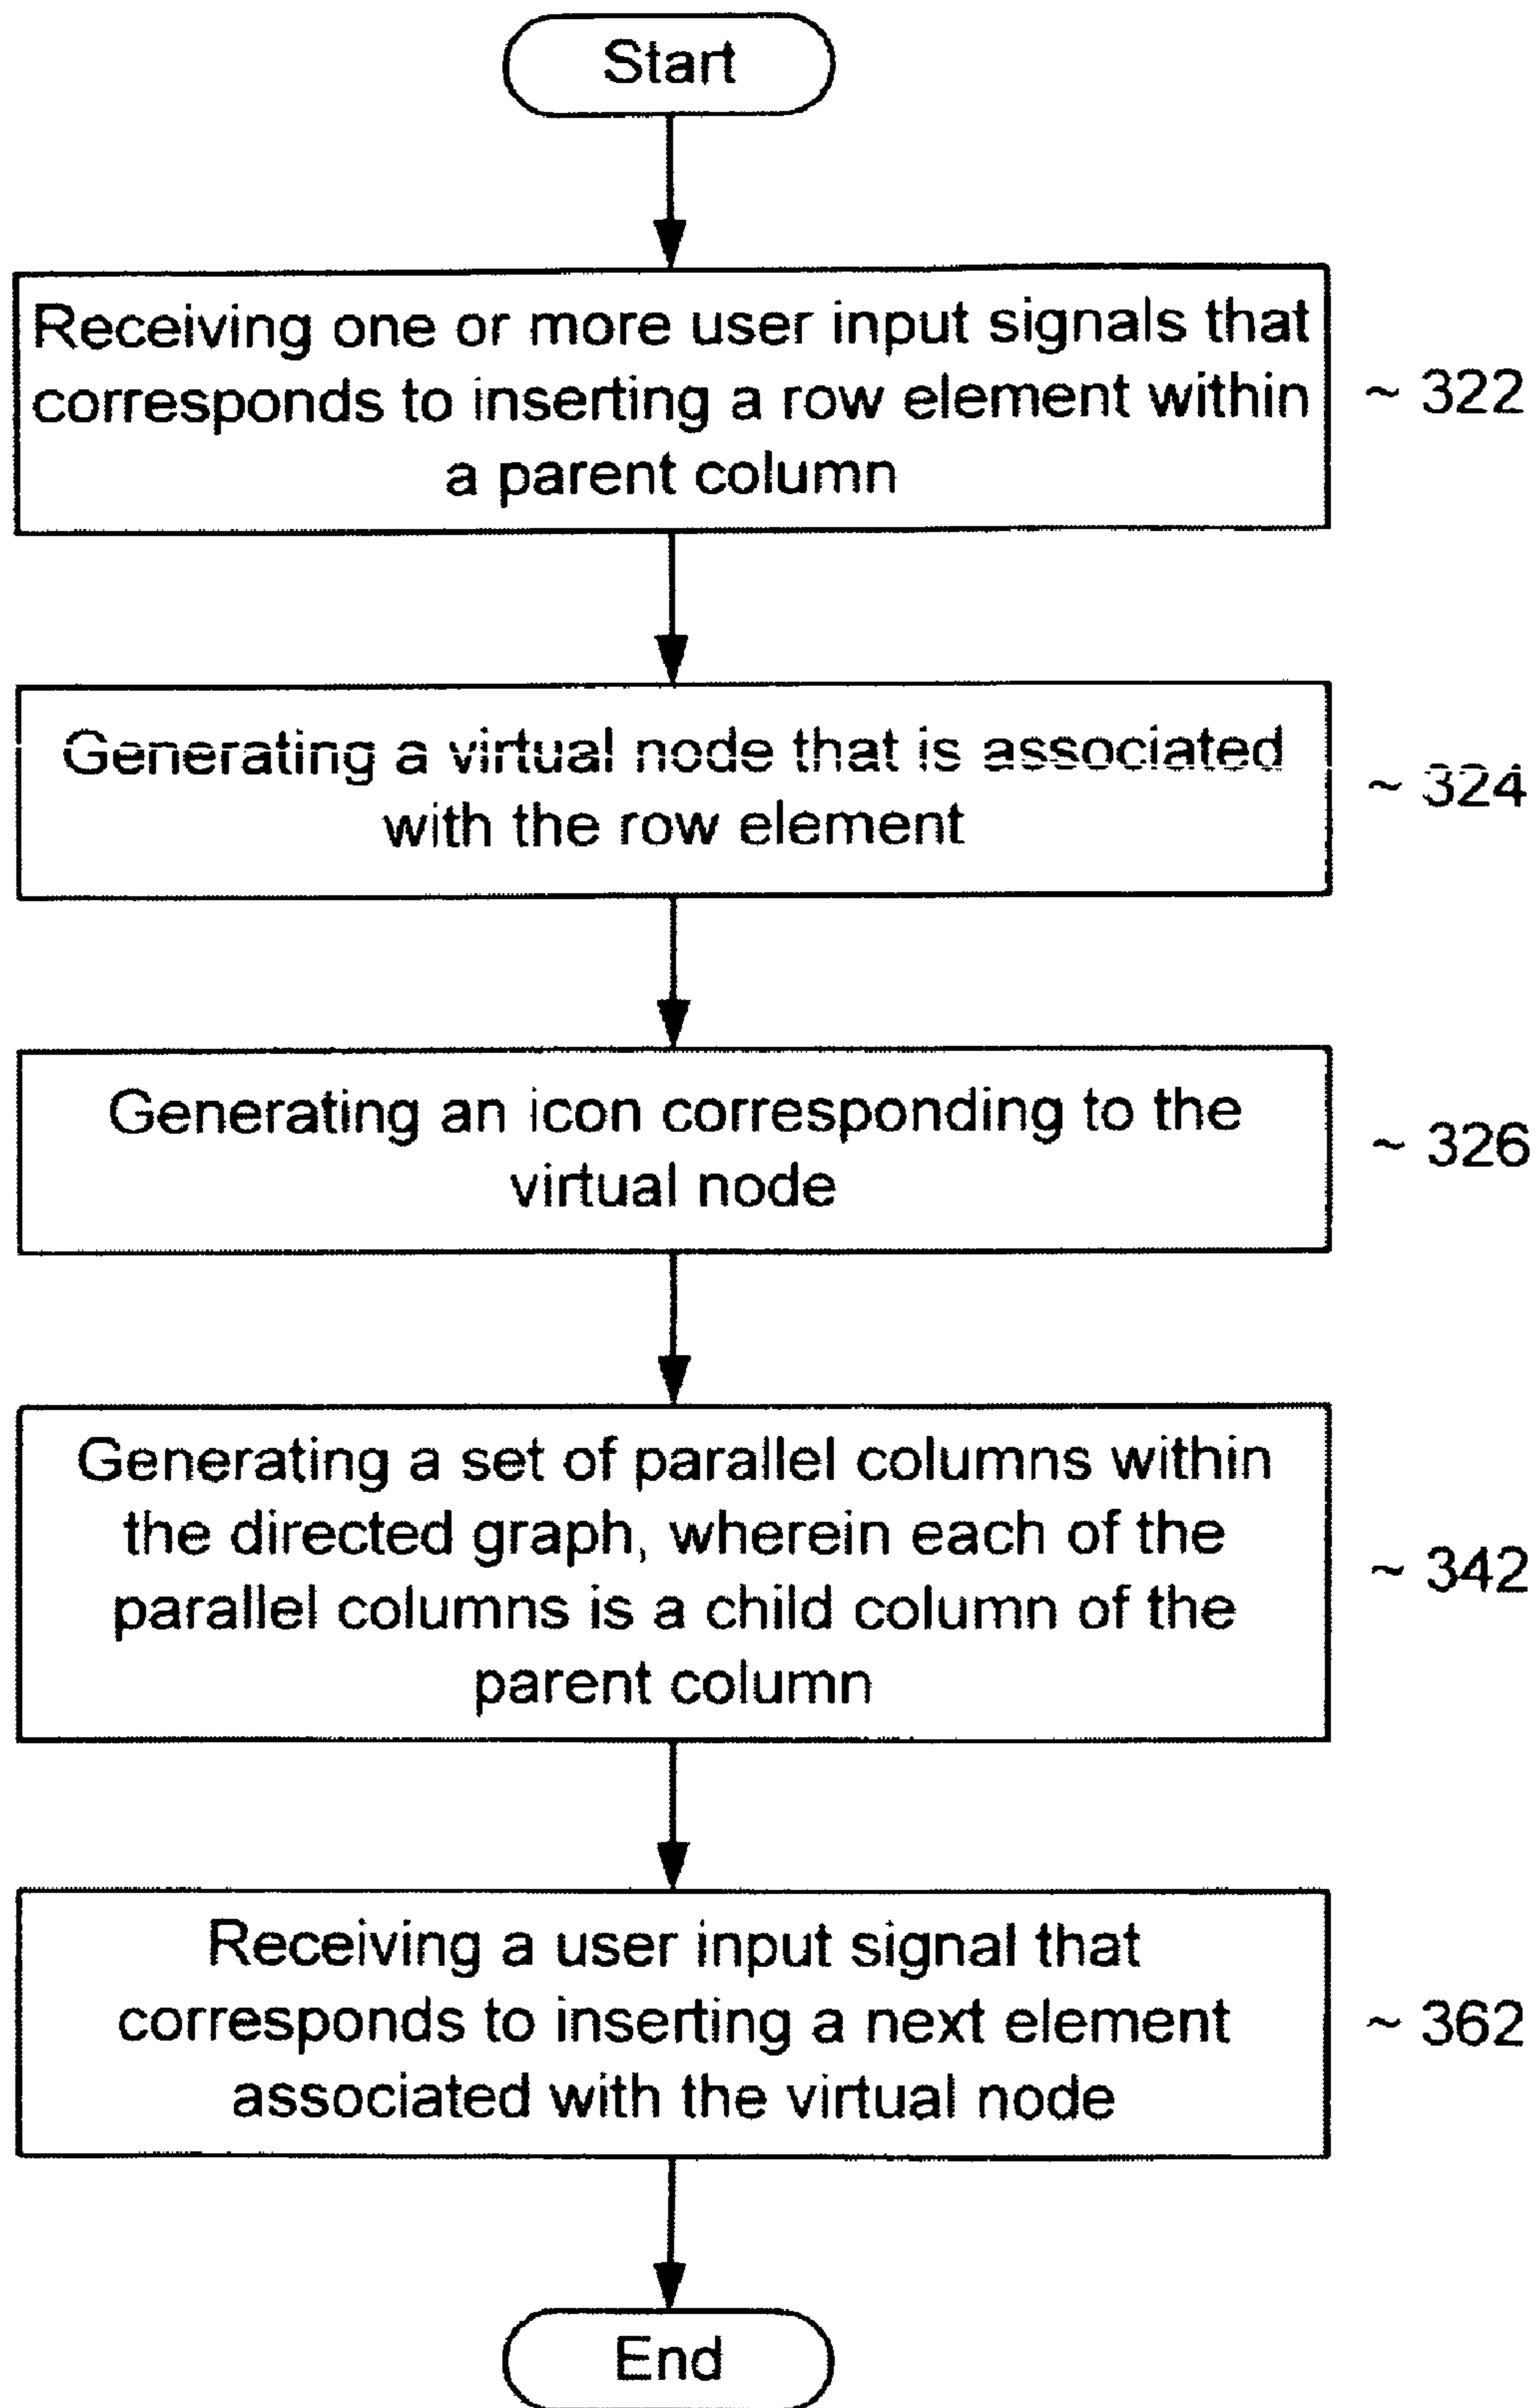 Start
Receiving one or more user input signals that
corresponds to inserting a row element within
a parent column
~ 322
Generating a virtual node that is associated
with the row element
~ 324
Generating an icon corresponding to the
virtual node
~ 326
Generating a set of parallel columns within
the directed graph, wherein each of the
parallel columns is a child column of the
parent column
~ 342
Receiving a user input signal that
corresponds to inserting a next element
associated with the virtual node
~ 362
End